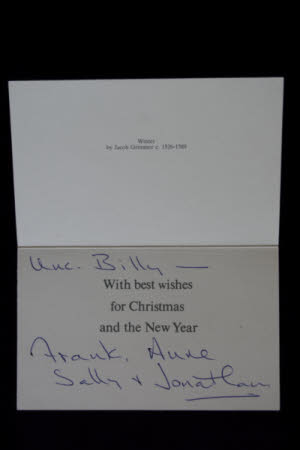 Winter
by Jacob Grimmer c. 1526-1589
Unc. Billy —
With best wishes
for Christmas
and the New Year
Frank, Anne
Sally + Jonathan